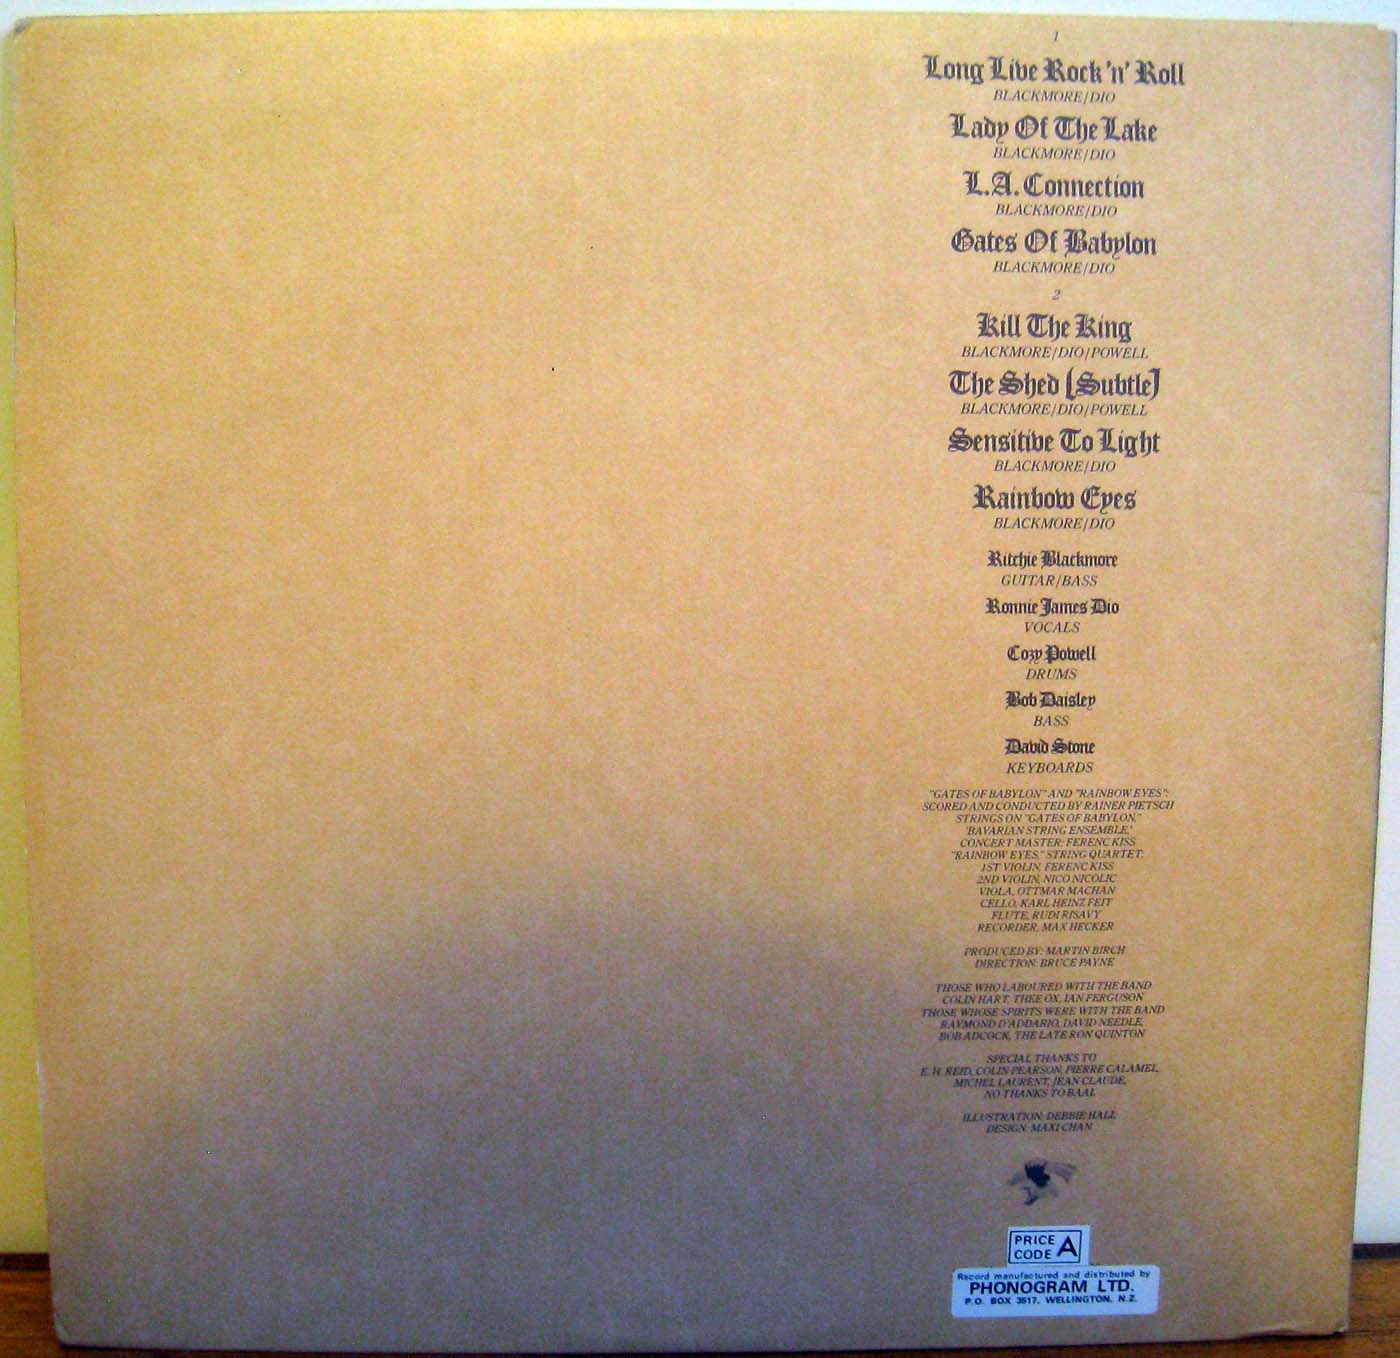 1
Long Live Rock 'n' Roll
BLACKMORE/DIO
Lady Of The Lake
BLACKMORE/DIO
L.A. Connection
BLACKMORE/DIO
Gates Of Babylon
BLACKMORE/DIO
2
Kill The King
BLACKMORE/DIO/POWELL
The Shed (Subtle)
BLACKMORE/DIO/POWELL
Sensitive To Light
BLACKMORE/DIO
Rainbow Eyes
BLACKMORE/DIO
Ritchie Blackmore
GUITAR/BASS
Ronnie James Dio
VOCALS
Cozy Powell
DRUMS
Bob Daisley
BASS
David Stone
KEYBOARDS
"GATES OF BABYLON" AND "RAINBOW EYES":
SCORED AND CONDUCTED BY RAINER PIETSCH
STRINGS ON "GATES OF BABYLON,"
'BAVARIAN STRING ENSEMBLE,'
CONCERT MASTER: FERENC KISS
"RAINBOW EYES," STRING QUARTET:
1ST VIOLIN, FERENC KISS
2ND VIOLIN, NICO NICOLIC
VIOLA, OTTMAR MACHAN
CELLO, KARL HEINZ FEIT
FLUTE, RUDI RISAVY
RECORDER, MAX HECKER
PRODUCED BY: MARTIN BIRCH
DIRECTION: BRUCE PAYNE
THOSE WHO LABOURED WITH THE BAND
COLIN HART, THEE OX, IAN FERGUSON
THOSE WHOSE SPIRITS WERE WITH THE BAND
RAYMOND D'ADDARIO, DAVID NEEDLE,
BOB ADCOCK, THE LATE RON QUINTON
SPECIAL THANKS TO
E. H. REID, COLIN PEARSON, PIERRE CALAMEL,
MICHEL LAURENT, JEAN CLAUDE,
NO THANKS TO BAAL
ILLUSTRATION: DEBBIE HALL
DESIGN: MAXI CHAN
PRICE CODE A
Record manufactured and distributed by
PHONOGRAM LTD.
P.O. BOX 3517, WELLINGTON, N.Z.